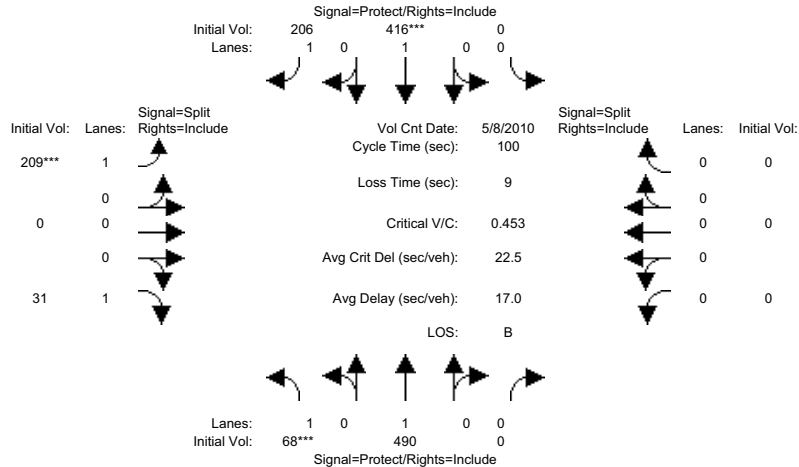 Signal=Protect/Rights=Include
Initial Vol: 206 416*** 0
Lanes: 1 0 1 0 0
Signal=Split
Rights=Include
Initial Vol: Lanes:
Vol Cnt Date: 5/8/2010
Signal=Split
Rights=Include
Lanes: Initial Vol:
Cycle Time (sec): 100
209*** 1
0 0
Loss Time (sec): 9
0
0
0 0
Critical V/C: 0.453
0 0
0
Avg Crit Del (sec/veh): 22.5
0
31 1
Avg Delay (sec/veh): 17.0
0 0
LOS: B
Lanes: 1 0 1 0 0
Initial Vol: 68*** 490 0
Signal=Protect/Rights=Include